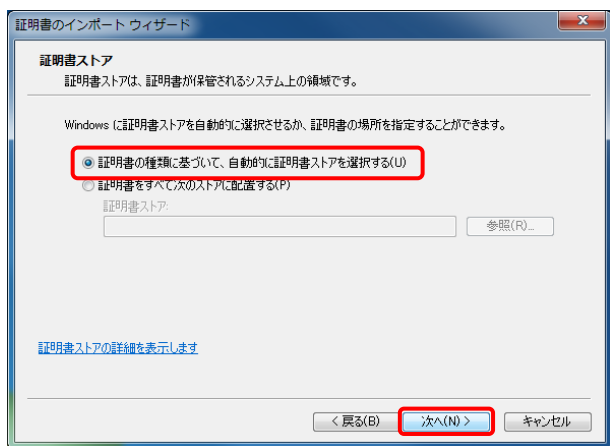 証明書のインポート ウィザード
証明書ストア
証明書ストアは、証明書が保管されるシステム上の領域です。
Windows に証明書ストアを自動的に選択させるか、証明書の場所を指定することができます。
証明書の種類に基づいて、自動的に証明書ストアを選択する(U)
証明書をすべて次のストアに配置する(P)
証明書ストア:
参照(R)...
証明書ストアの詳細を表示します
< 戻る(B)
次へ(N) >
キャンセル